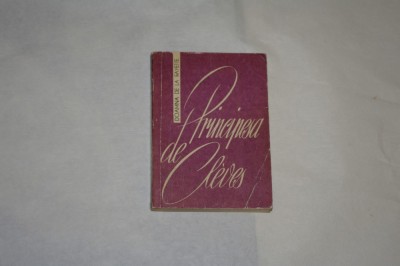 DOAMNA DE LA FAYETTE
Principesa
de
Clèves